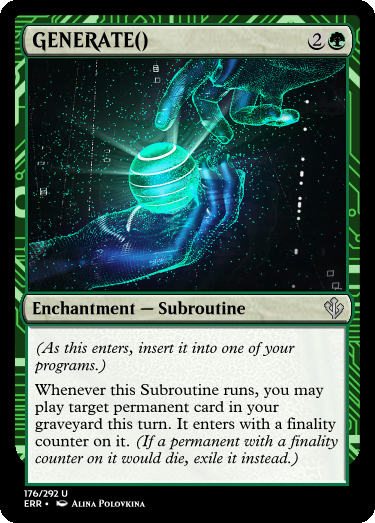 GENERATE()
2
Enchantment — Subroutine
(As this enters, insert it into one of your
programs.)
Whenever this Subroutine runs, you may
play target permanent card in your
graveyard this turn. It enters with a finality
counter on it. (If a permanent with a finality
counter on it would die, exile it instead.)
176/292 U
ERR • Alina Polovkina